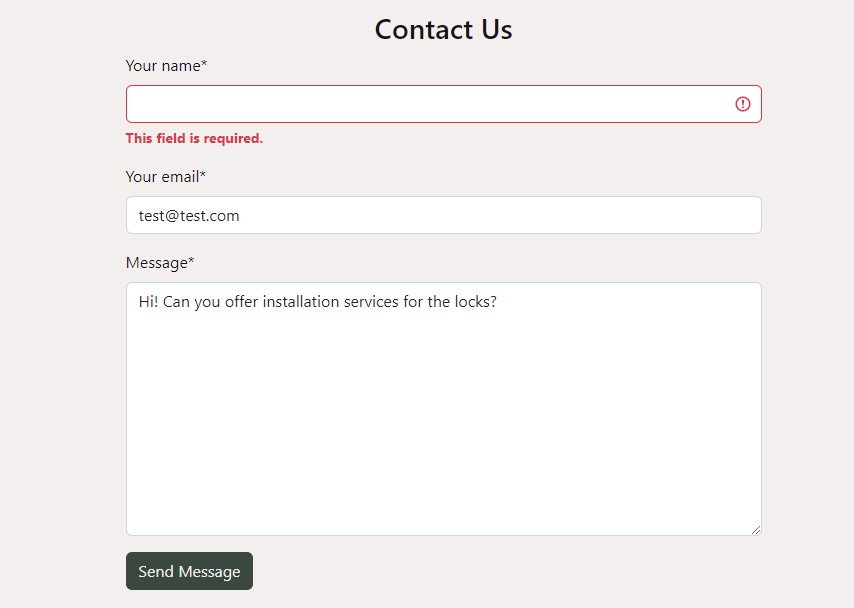 Contact Us
Your name*
This field is required.
Your email*
test@test.com
Message*
Hi! Can you offer installation services for the locks?
Send Message